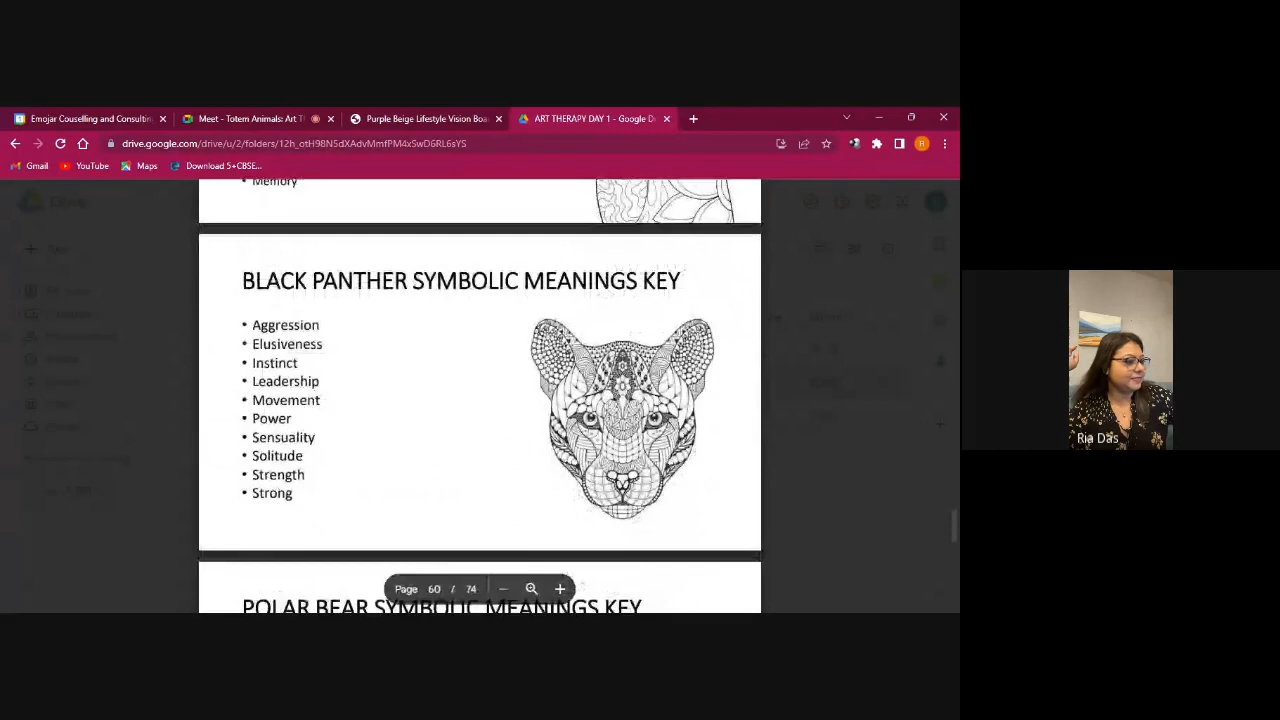 Emojar Couselling and Consultin
Meet - Totem Animals: Art T
Purple Beige Lifestyle Vision Boa
ART THERAPY DAY 1 - Google D
drive.google.com/drive/u/2/folders/12h_otH98N5dXAdvMmfPM4xSwD6RL6sYS
Gmail
YouTube
Maps
Download 5+CBSE...
• Memory
BLACK PANTHER SYMBOLIC MEANINGS KEY
• Aggression
• Elusiveness
• Instinct
• Leadership
• Movement
• Power
• Sensuality
• Solitude
• Strength
• Strong
Ria Das
Page 60 / 74
POLAR BEAR SYMBOLIC MEANINGS KEY